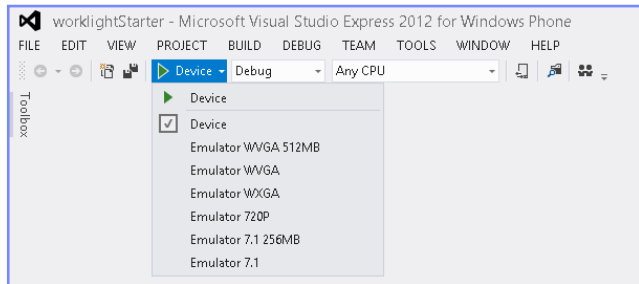 worklightStarter - Microsoft Visual Studio Express 2012 for Windows Phone
FILE EDIT VIEW PROJECT BUILD DEBUG TEAM TOOLS WINDOW HELP
Device Debug Any CPU
Toolbox
Device
Device
Emulator WVGA 512MB
Emulator WVGA
Emulator WXGA
Emulator 720P
Emulator 7.1 256MB
Emulator 7.1